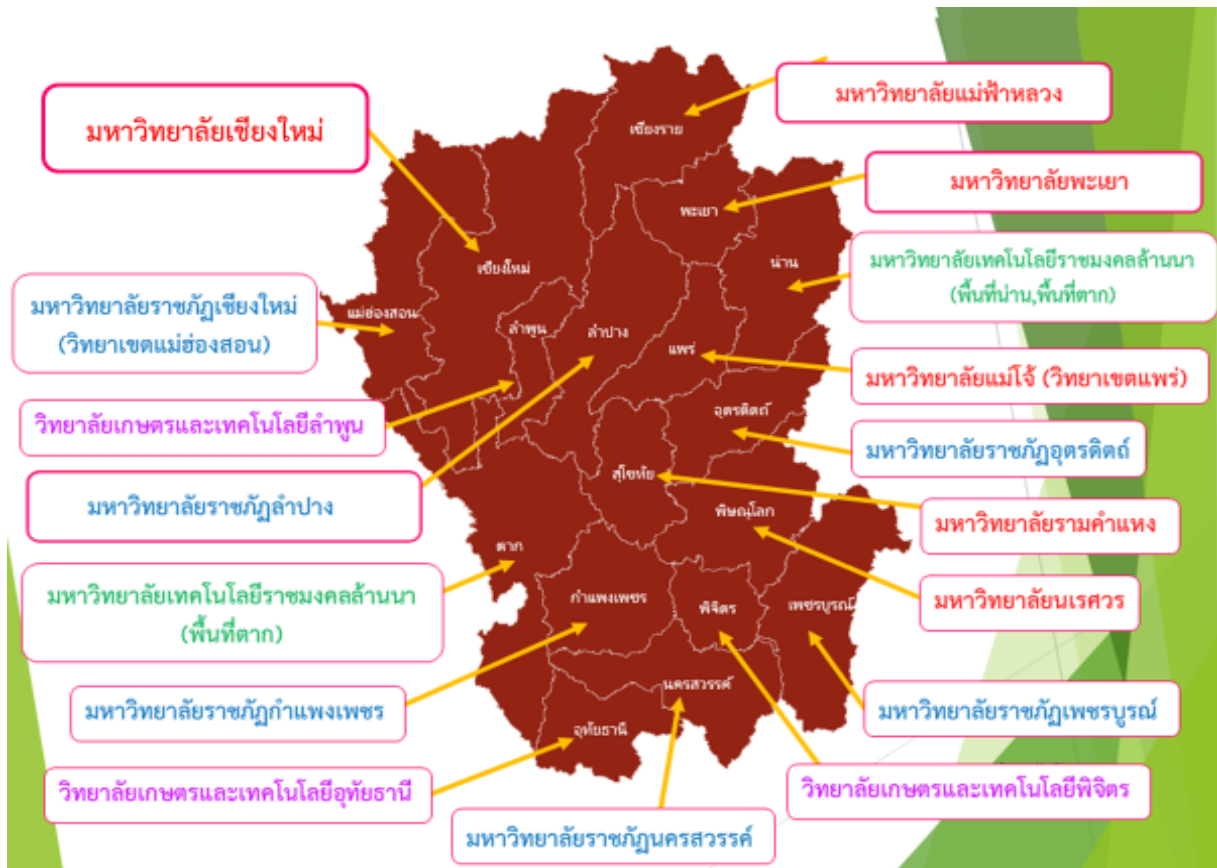 มหาวิทยาลัยเชียงใหม่
มหาวิทยาลัยแม่ฟ้าหลวง
เชียงราย
มหาวิทยาลัยพะเยา
พะเยา
น่าน
มหาวิทยาลัยเทคโนโลยีราชมงคลล้านนา
(พื้นที่น่าน,พื้นที่ตาก)
เชียงใหม่
มหาวิทยาลัยราชภัฏเชียงใหม่
(วิทยาเขตแม่ฮ่องสอน)
แม่ฮ่องสอน
ลำพูน
ลำปาง
แพร่
มหาวิทยาลัยแม่โจ้ (วิทยาเขตแพร่)
วิทยาลัยเกษตรและเทคโนโลยีลำพูน
อุตรดิตถ์
มหาวิทยาลัยราชภัฏอุตรดิตถ์
มหาวิทยาลัยราชภัฏลำปาง
สุโขทัย
พิษณุโลก
มหาวิทยาลัยรามคำแหง
ตาก
มหาวิทยาลัยเทคโนโลยีราชมงคลล้านนา
(พื้นที่ตาก)
กำแพงเพชร
พิจิตร
เพชรบูรณ์
มหาวิทยาลัยนเรศวร
มหาวิทยาลัยราชภัฏกำแพงเพชร
นครสวรรค์
มหาวิทยาลัยราชภัฏเพชรบูรณ์
อุทัยธานี
วิทยาลัยเกษตรและเทคโนโลยีอุทัยธานี
วิทยาลัยเกษตรและเทคโนโลยีพิจิตร
มหาวิทยาลัยราชภัฏนครสวรรค์